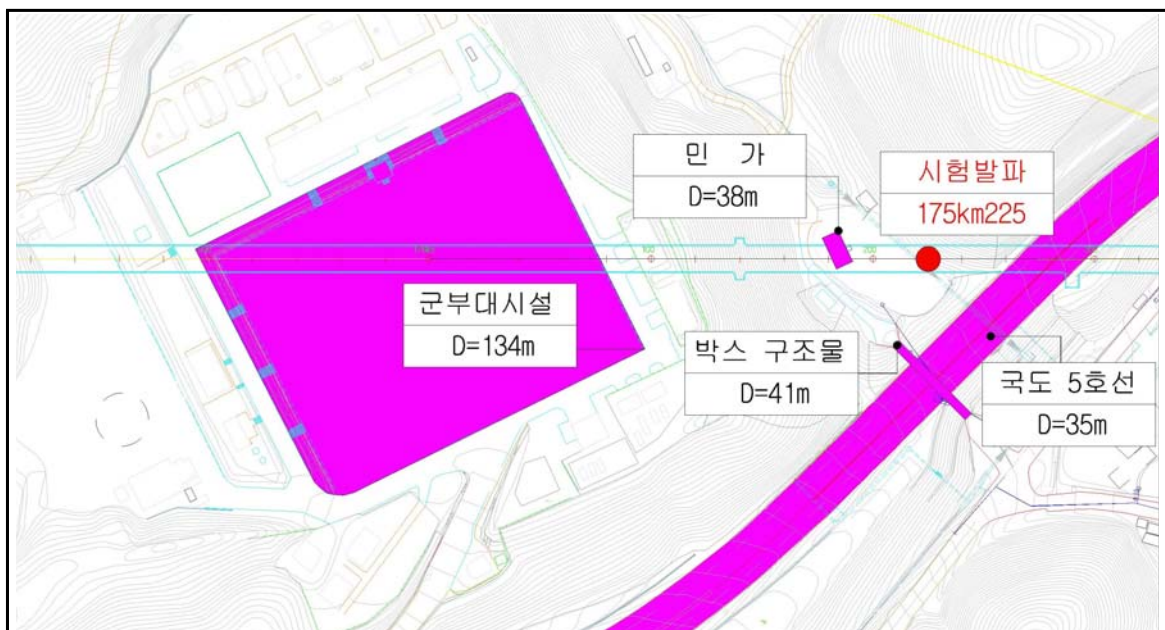 민 가
D=38m
시험발파
175km225
군부대시설
D=134m
박스 구조물
D=41m
국도 5호선
D=35m
200